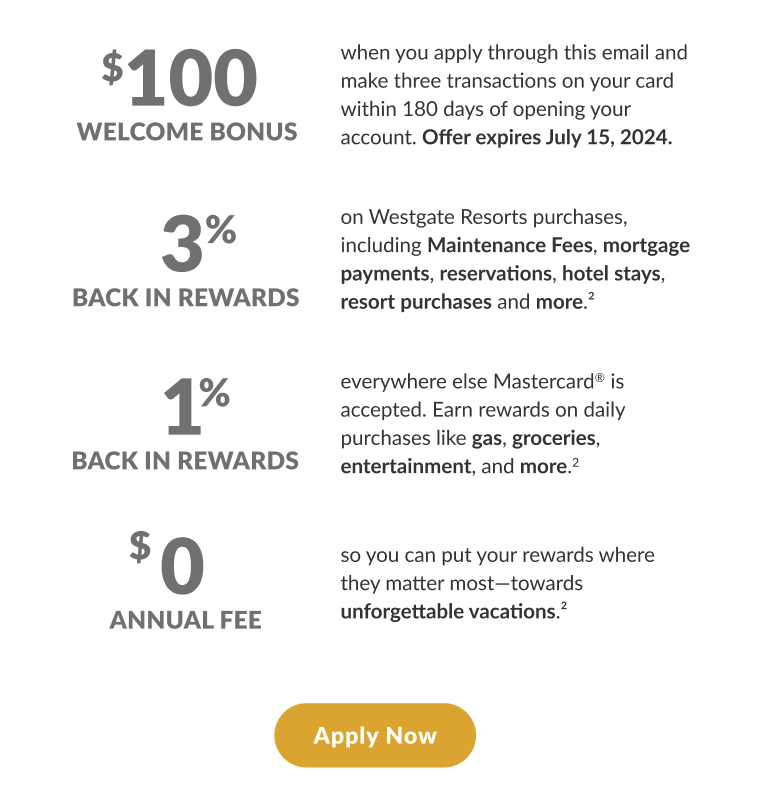 $100
WELCOME BONUS
when you apply through this email and
make three transactions on your card
within 180 days of opening your
account. Offer expires July 15, 2024.
3%
BACK IN REWARDS
on Westgate Resorts purchases,
including Maintenance Fees, mortgage
payments, reservations, hotel stays,
resort purchases and more.²
1%
BACK IN REWARDS
everywhere else Mastercard® is
accepted. Earn rewards on daily
purchases like gas, groceries,
entertainment, and more.²
$0
ANNUAL FEE
so you can put your rewards where
they matter most—towards
unforgettable vacations.²
Apply Now